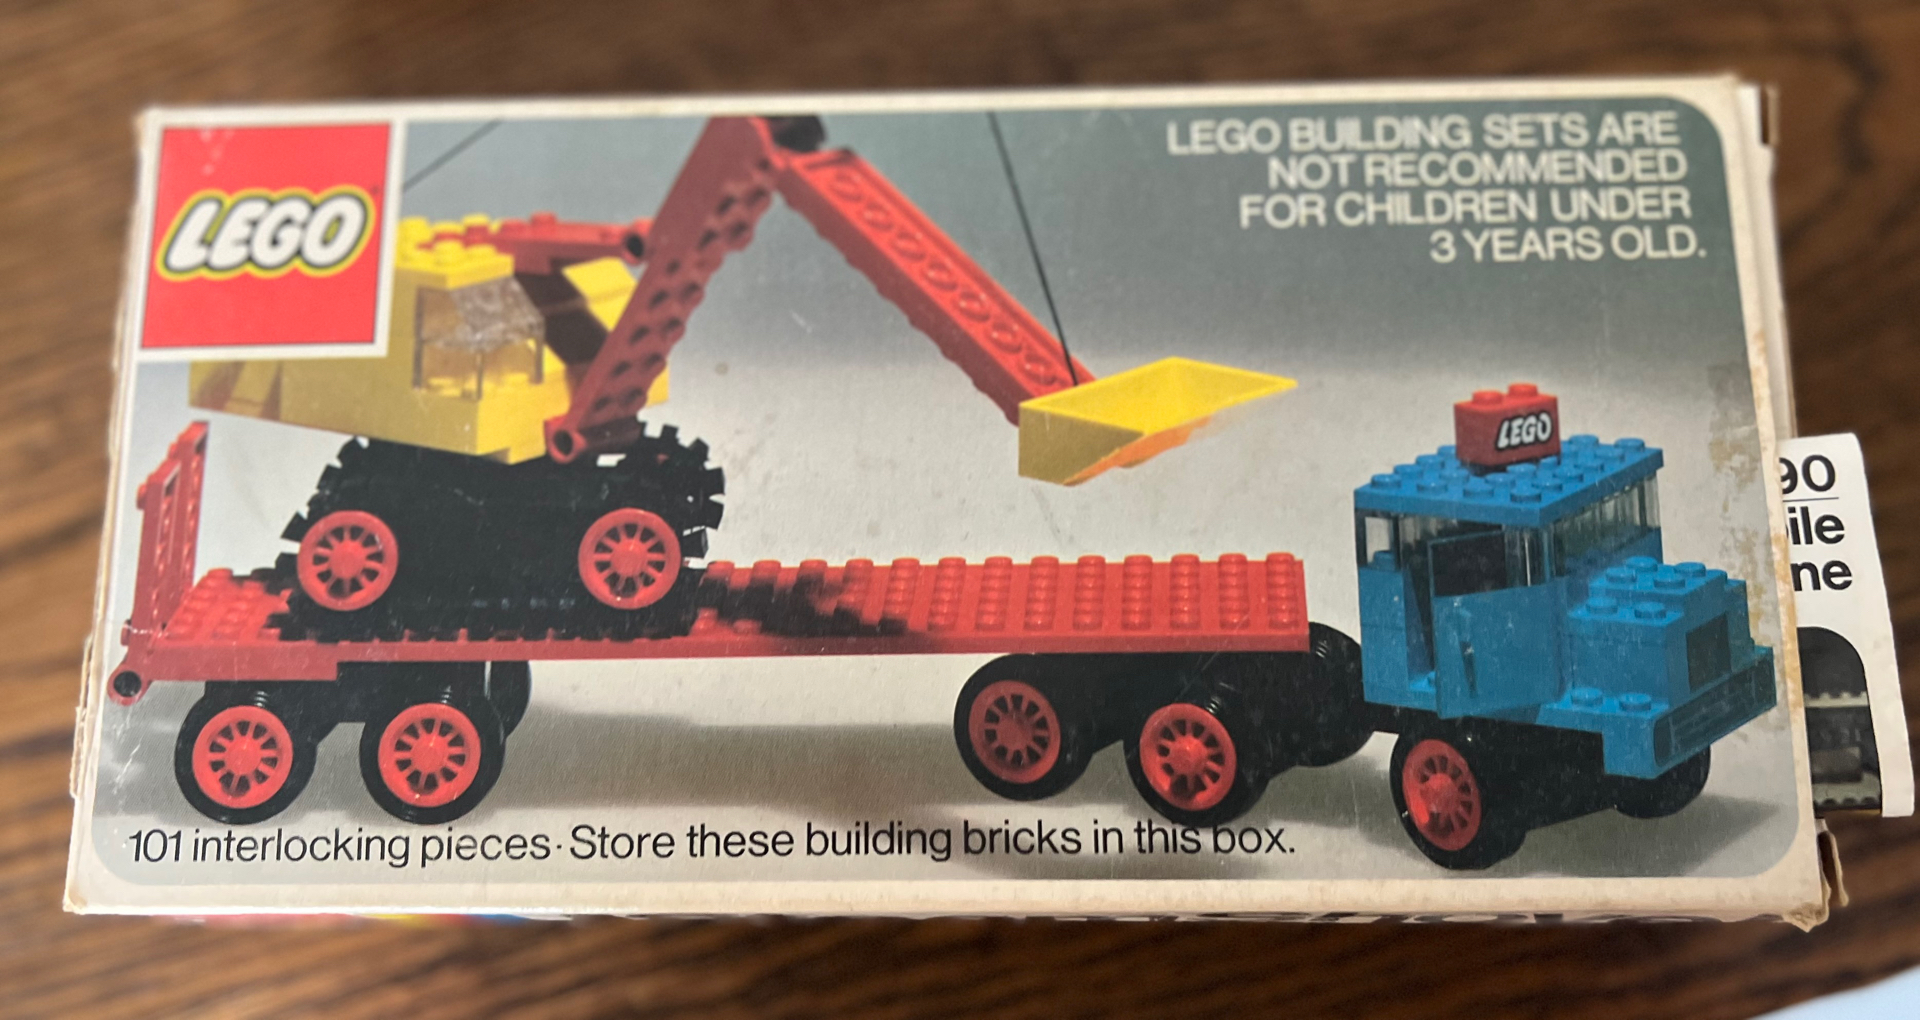 LEGO
LEGO BUILDING SETS ARE
NOT RECOMMENDED
FOR CHILDREN UNDER
3 YEARS OLD.
LEGO
90
ile
ne
101 interlocking pieces · Store these building bricks in this box.